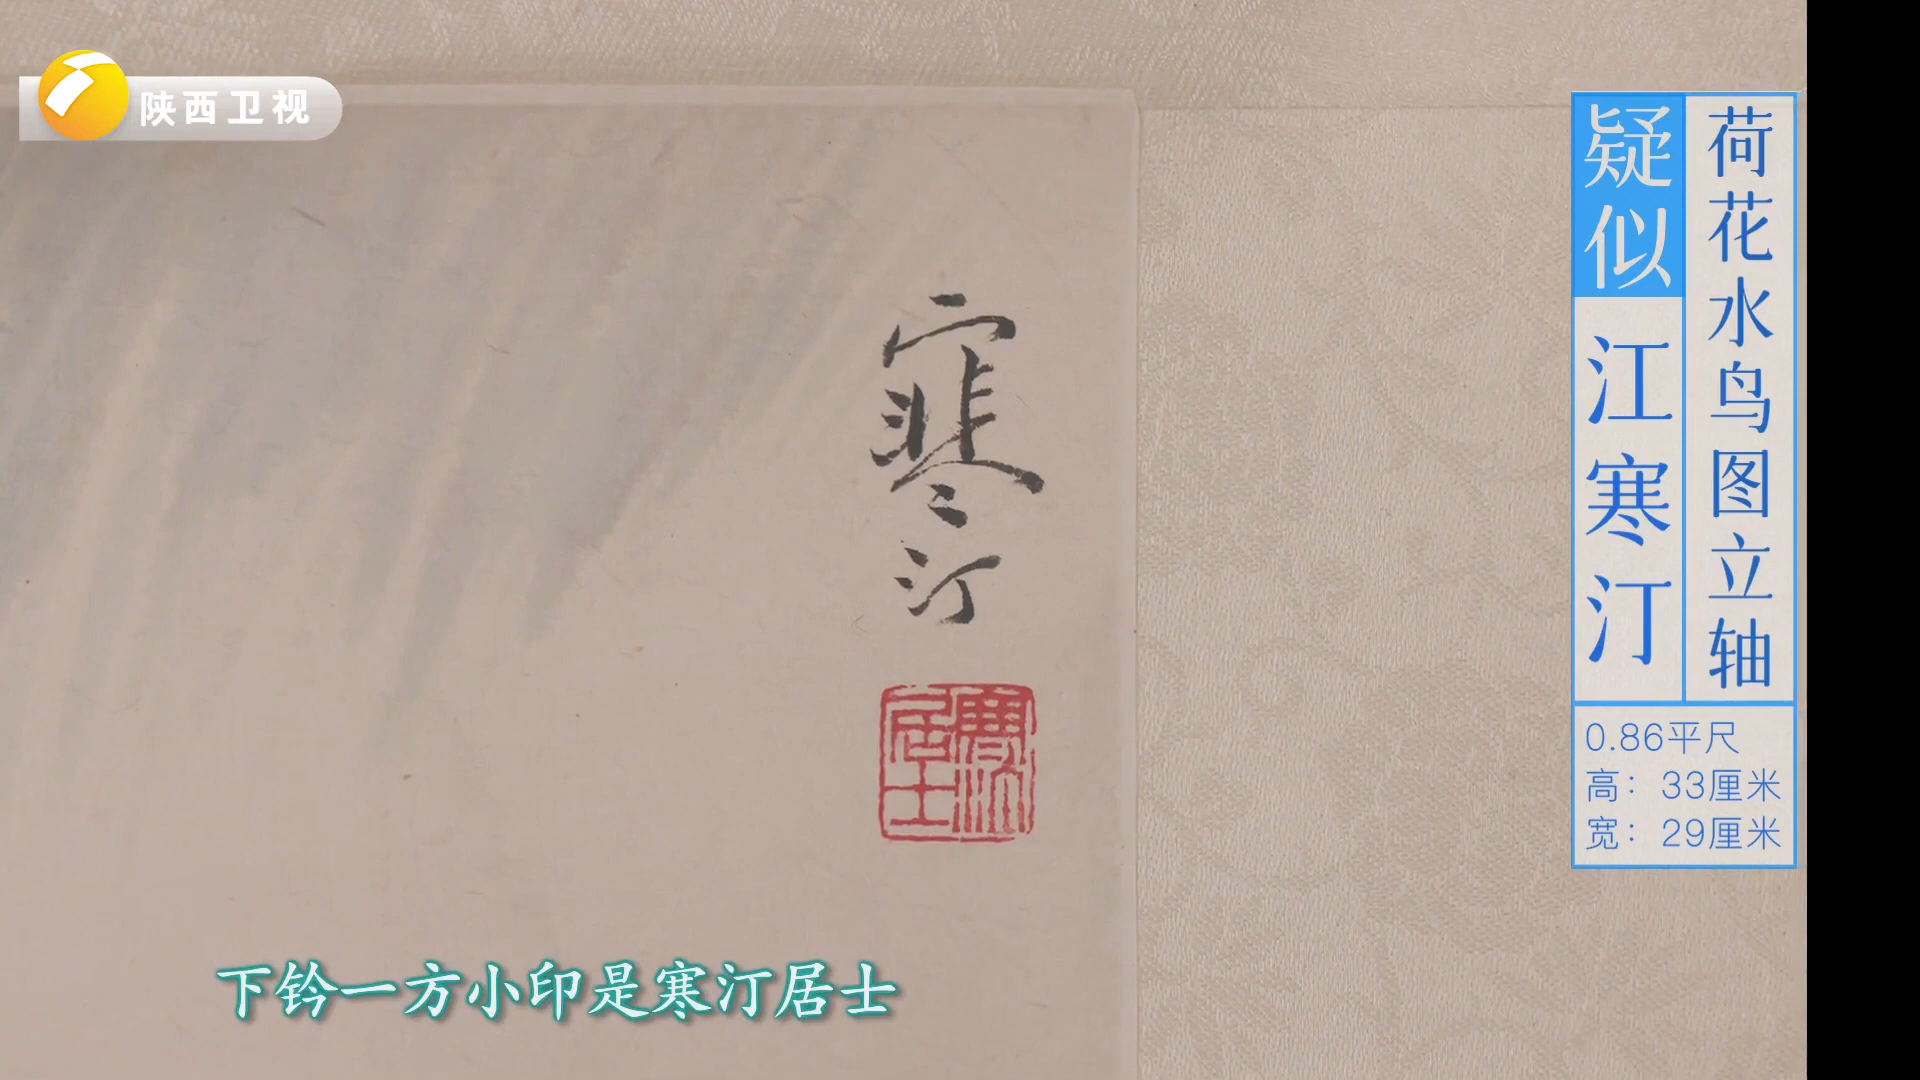 陕西卫视
荷花水鸟图立轴
疑似
江寒汀
0.86平尺
高：33厘米
宽：29厘米
寒汀
寒汀居士
下钤一方小印是寒汀居士